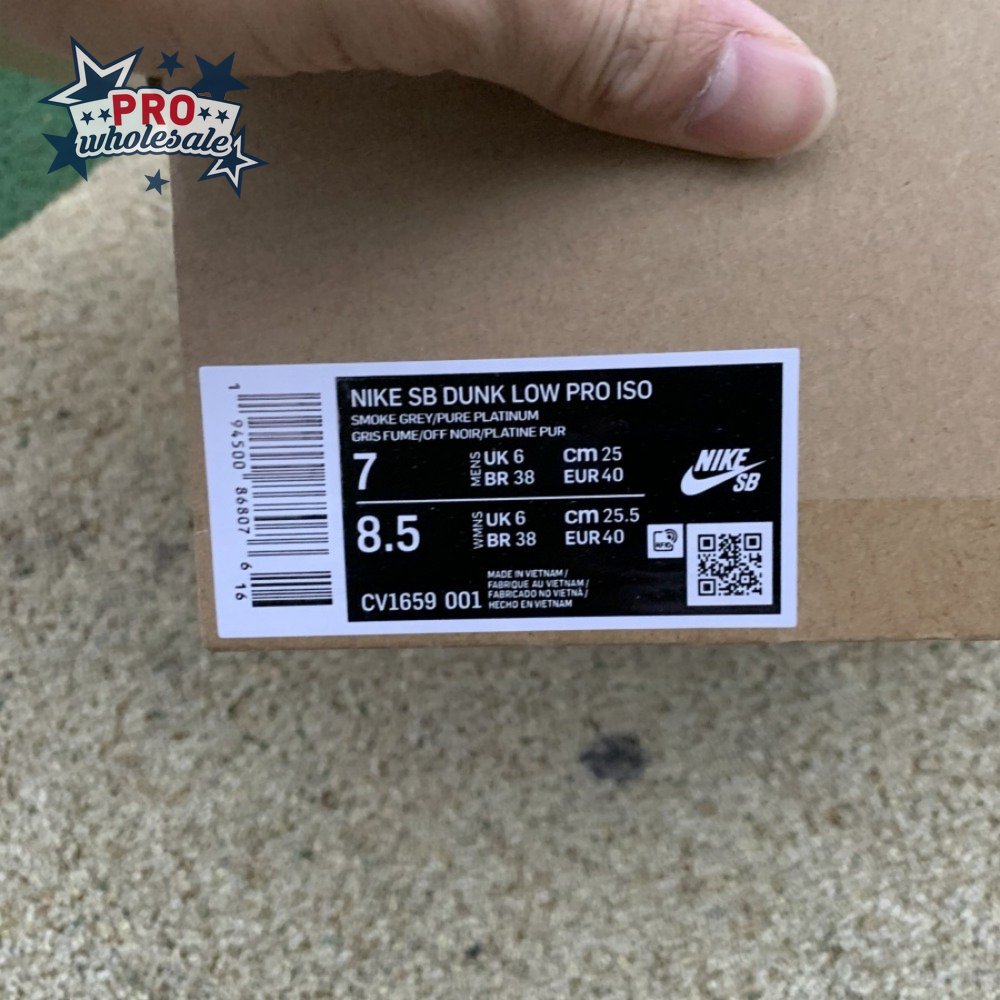 PRO
wholesale
NIKE SB DUNK LOW PRO ISO
SMOKE GREY/PURE PLATINUM
GRIS FUME/OFF NOIR/PLATINE PUR
7 MENS UK 6 cm 25
BR 38 EUR 40
8.5 WMNS UK 6 cm 25.5
BR 38 EUR 40
NIKE
SB
RFID
MADE IN VIETNAM /
FABRIQUE AU VIETNAM /
FABRICADO NO VIETNÃ /
HECHO EN VIETNAM
CV1659 001
1 94500 86807 6 16